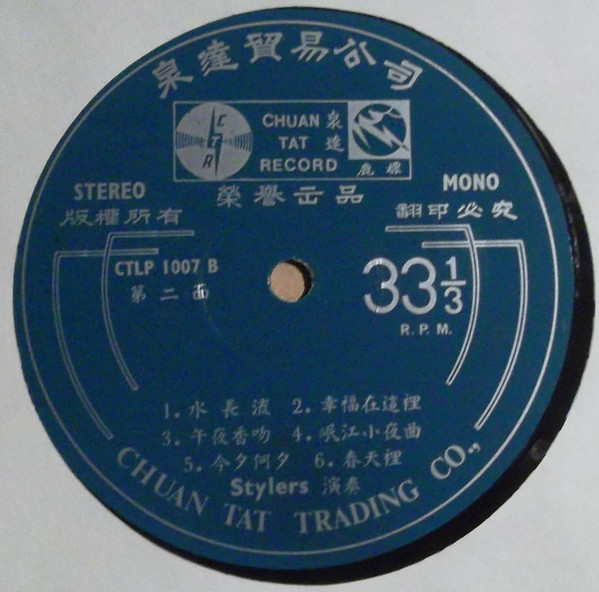 泉達貿易公司
CTR
CHUAN 泉
TAT 達
RECORD
鹿標
STEREO
MONO
榮譽出品
版權所有
翻印必究
CTLP 1007 B
第二面
33 1/3
R.P.M.
1. 水長流 2. 幸福在這裡
3. 午夜香吻 4. 岷江小夜曲
5. 今夕何夕 6. 春天裡
Stylers 演奏
CHUAN TAT TRADING CO.,